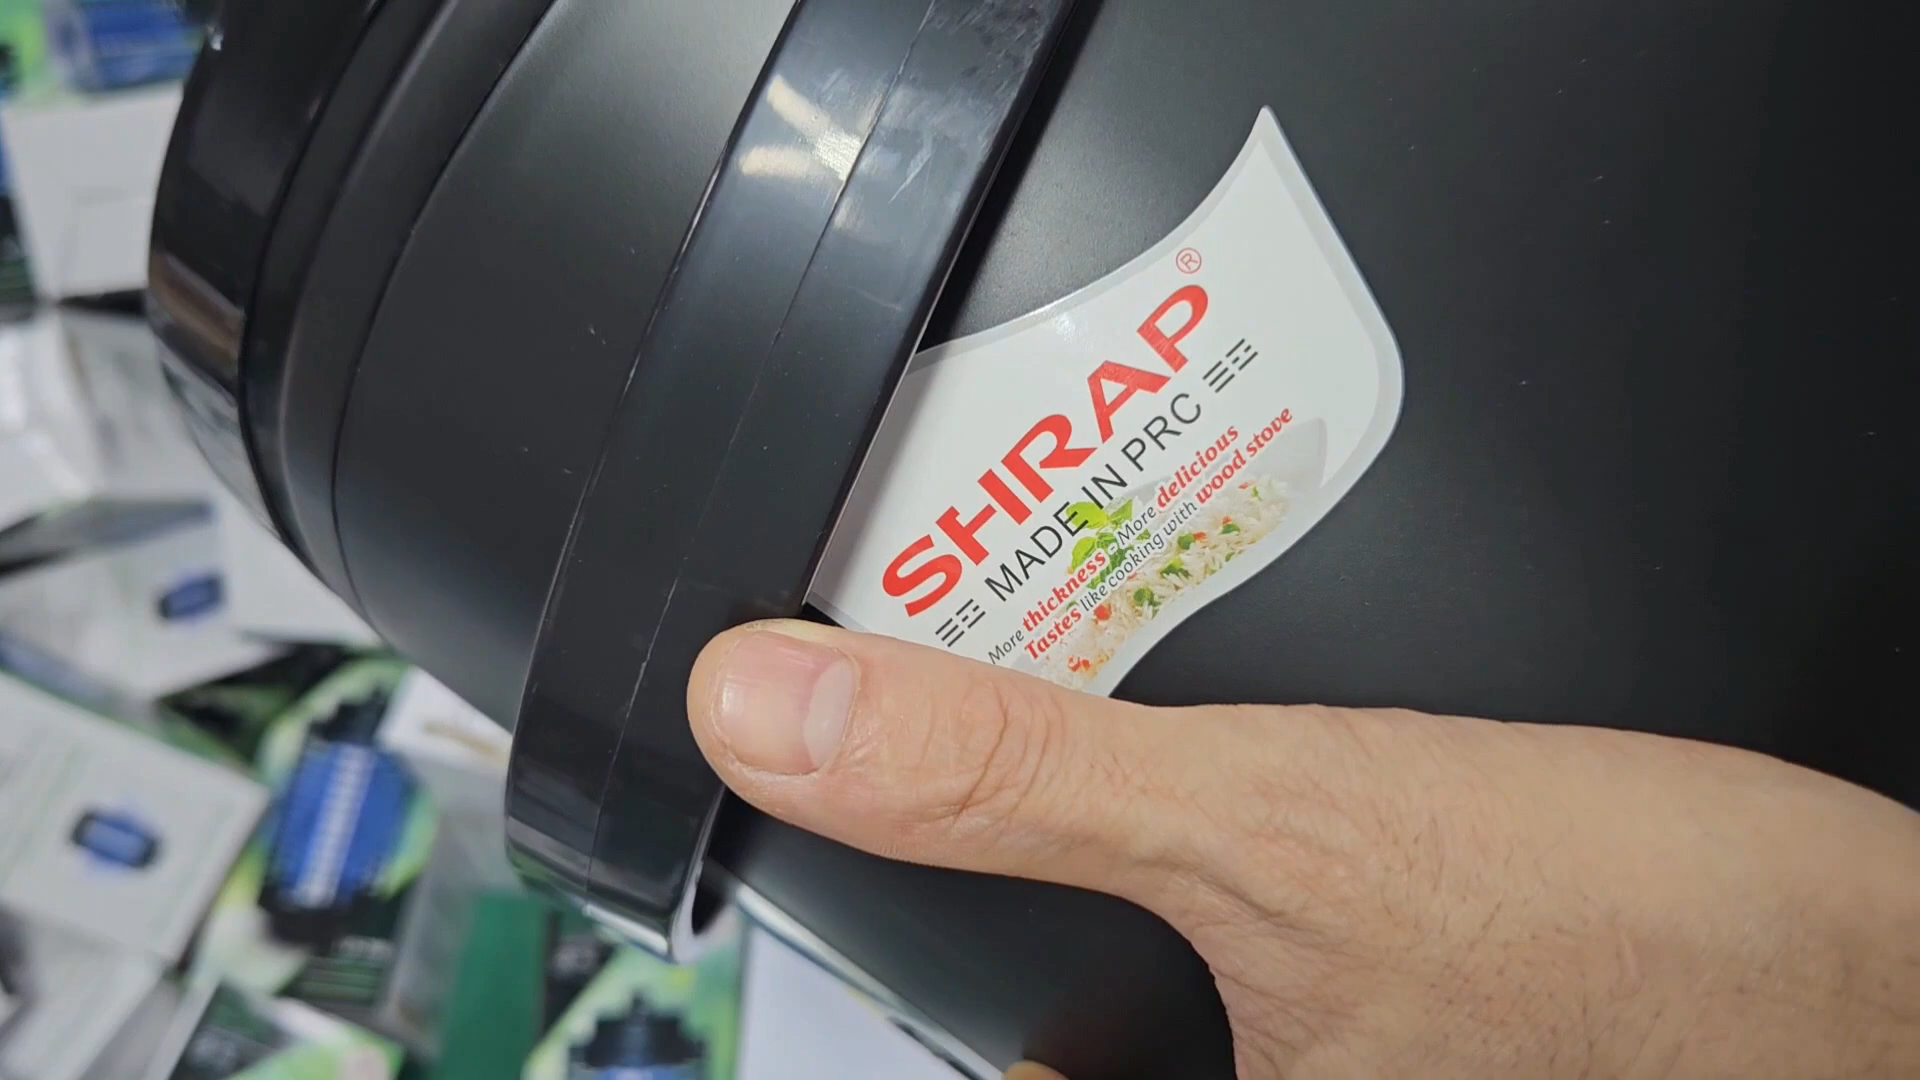 SHRAP®
MADE IN PRC
More thickness - More delicious
Tastes like cooking with wood stove